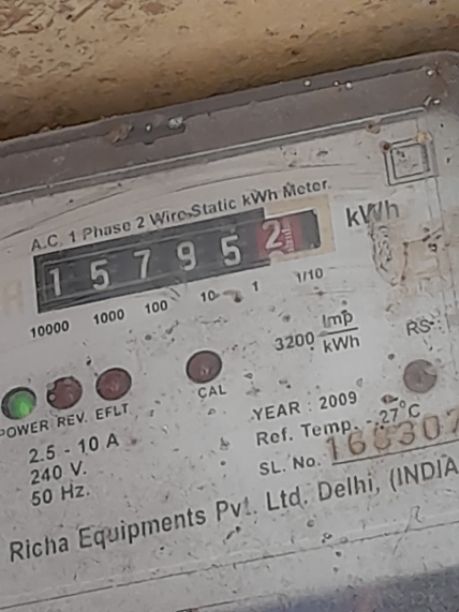 A.C. 1 Phase 2 Wire Static kWh Meter.
1 5 7 9 5 2 kWh
10000 1000 100 10 1 1/10
3200 Imp/kWh
RS
CAL
POWER REV. EFLT
2.5 - 10 A
240 V.
50 Hz.
YEAR : 2009
Ref. Temp. - 27°C
SL. No.
Richa Equipments Pvt. Ltd. Delhi, (INDIA